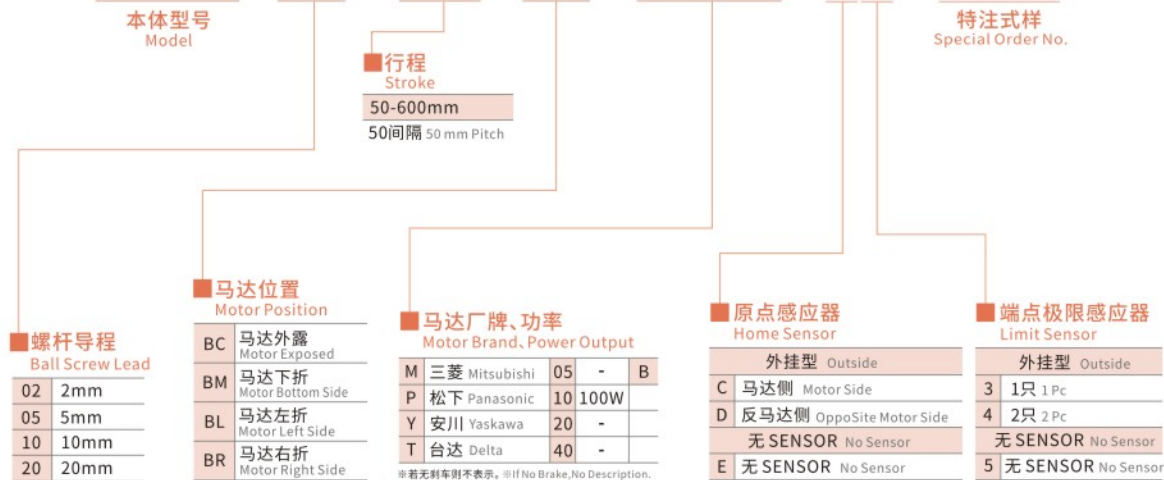 本体型号
Model
特注式样
Special Order No.
■行程
Stroke
50-600mm
50间隔 50 mm Pitch
■螺杆导程
Ball Screw Lead
02 2mm
05 5mm
10 10mm
20 20mm
■马达位置
Motor Position
BC 马达外露
Motor Exposed
BM 马达下折
Motor Bottom Side
BL 马达左折
Motor Left Side
BR 马达右折
Motor Right Side
■马达厂牌、功率
Motor Brand、Power Output
M 三菱 Mitsubishi 05 - B
P 松下 Panasonic 10 100W
Y 安川 Yaskawa 20 -
T 台达 Delta 40 -
※若无刹车则不表示。※If No Brake,No Description.
■原点感应器
Home Sensor
外挂型 Outside
C 马达侧 Motor Side
D 反马达侧 OppoSite Motor Side
无 SENSOR No Sensor
E 无 SENSOR No Sensor
■端点极限感应器
Limit Sensor
外挂型 Outside
3 1只 1 Pc
4 2只 2 Pc
无 SENSOR No Sensor
5 无 SENSOR No Sensor